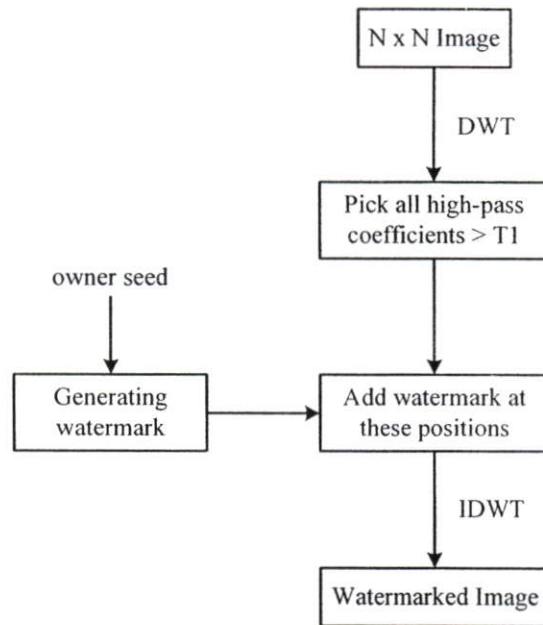 N x N Image
DWT
Pick all high-pass
coefficients > T1
owner seed
Generating
watermark
Add watermark at
these positions
IDWT
Watermarked Image